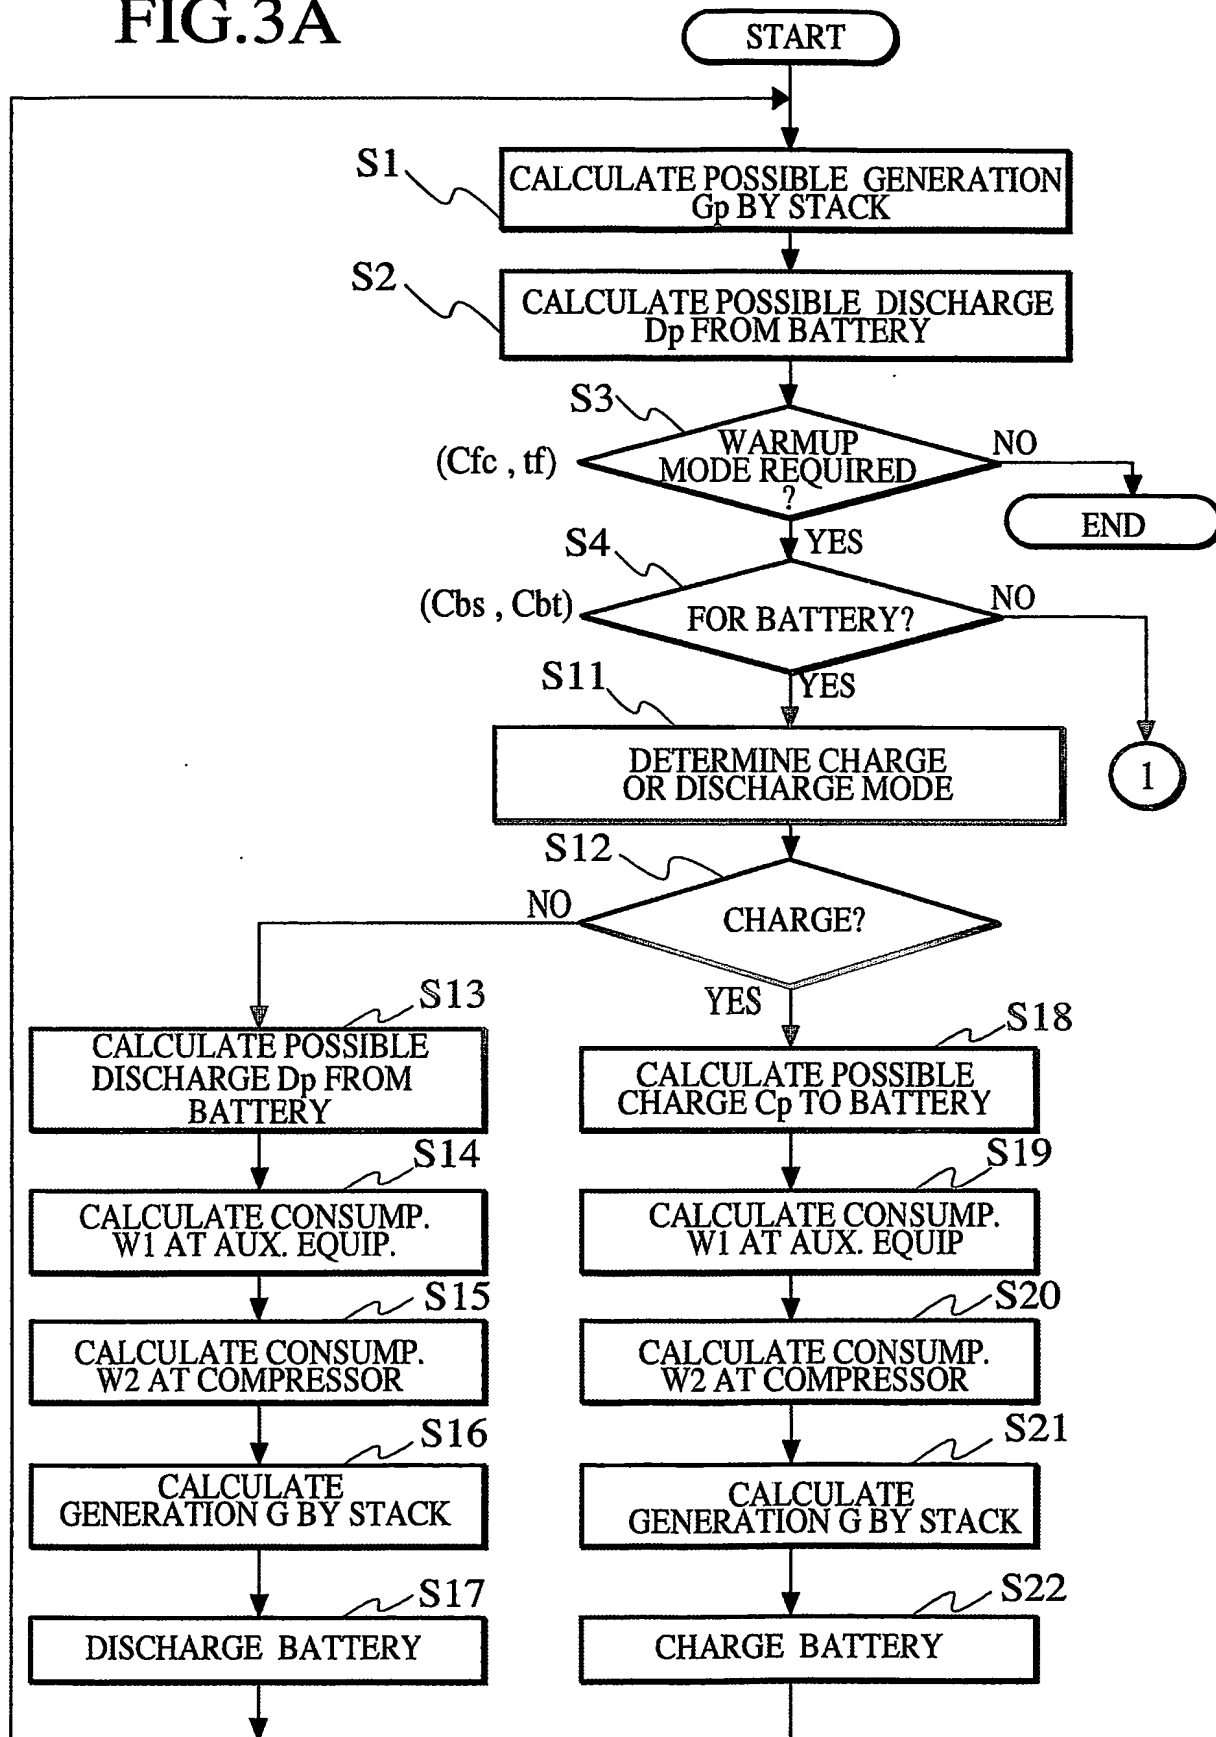 FIG.3A
START
S1
CALCULATE POSSIBLE GENERATION
Gp BY STACK
S2
CALCULATE POSSIBLE DISCHARGE
Dp FROM BATTERY
S3
(Cfc , tf)
WARMUP
MODE REQUIRED
?
NO
END
YES
S4
(Cbs , Cbt)
FOR BATTERY?
NO
YES
1
S11
DETERMINE CHARGE
OR DISCHARGE MODE
S12
CHARGE?
NO
YES
S13
CALCULATE POSSIBLE
DISCHARGE Dp FROM
BATTERY
S14
CALCULATE CONSUMP.
W1 AT AUX. EQUIP.
S15
CALCULATE CONSUMP.
W2 AT COMPRESSOR
S16
CALCULATE
GENERATION G BY STACK
S17
DISCHARGE BATTERY
S18
CALCULATE POSSIBLE
CHARGE Cp TO BATTERY
S19
CALCULATE CONSUMP.
W1 AT AUX. EQUIP
S20
CALCULATE CONSUMP.
W2 AT COMPRESSOR
S21
CALCULATE
GENERATION G BY STACK
S22
CHARGE BATTERY